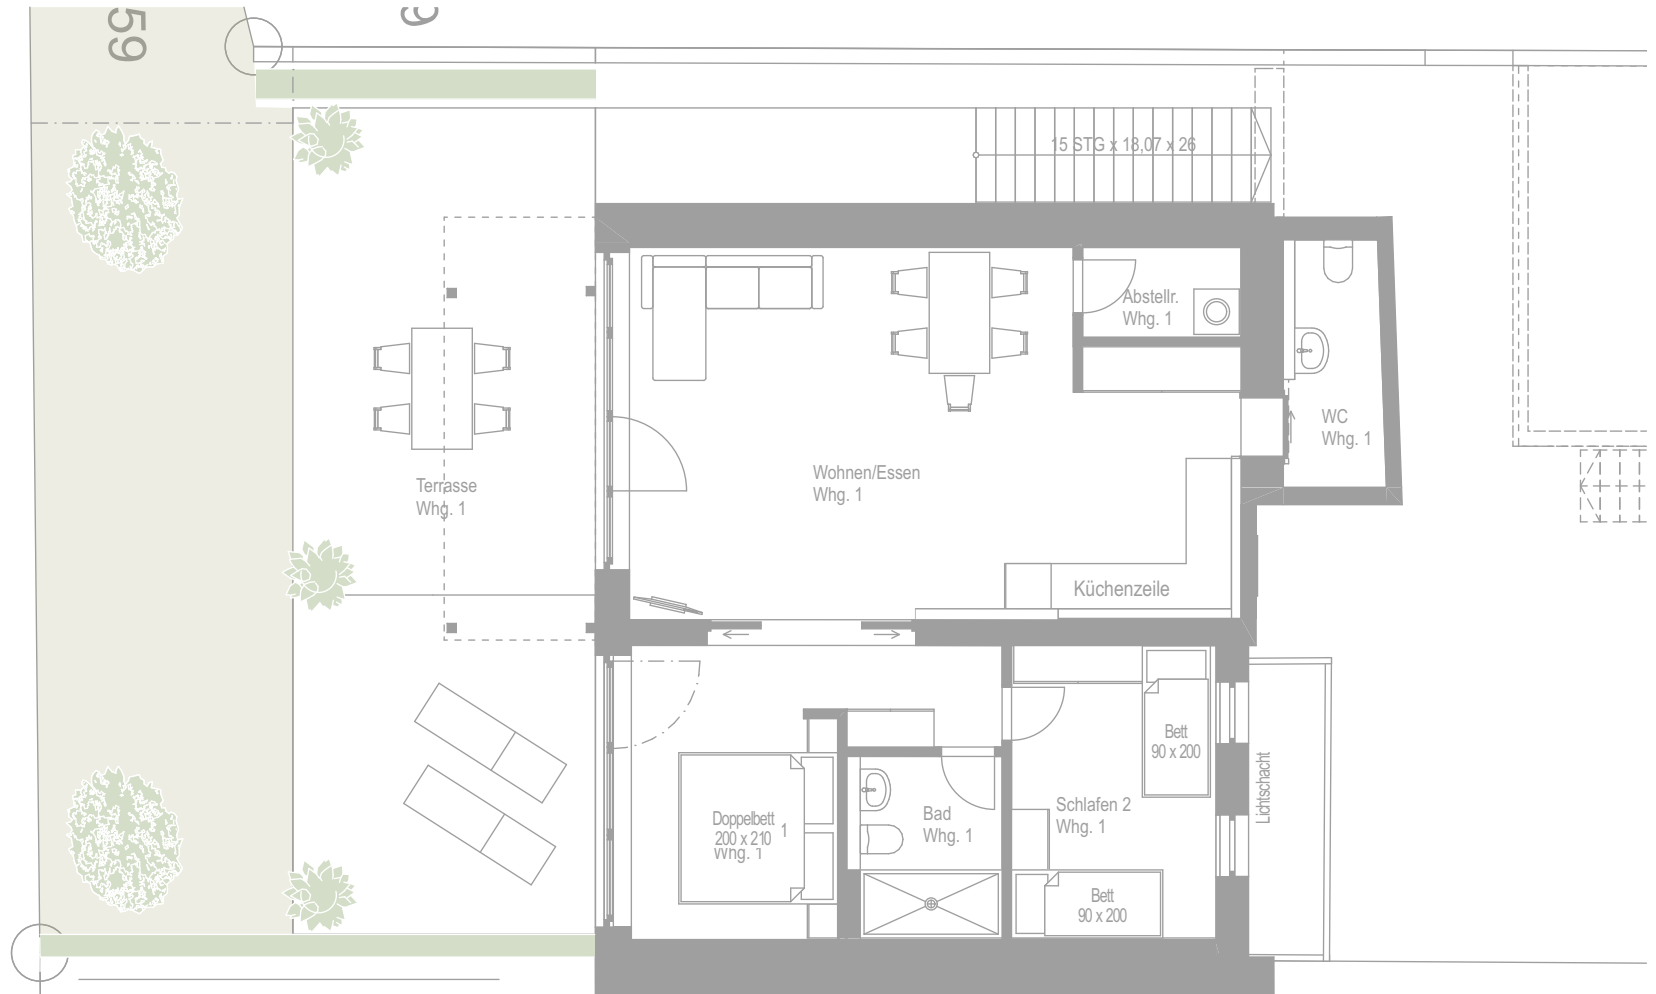 59
15 STG x 18,07 x 26
Abstellr.
Whg. 1
WC
Whg. 1
Wohnen/Essen
Whg. 1
Terrasse
Whg. 1
Küchenzeile
Bett
90 x 200
Lichtschacht
Schlafen 2
Whg. 1
Bad
Whg. 1
Doppelbett
200 x 210 1
Whg. 1
Bett
90 x 200